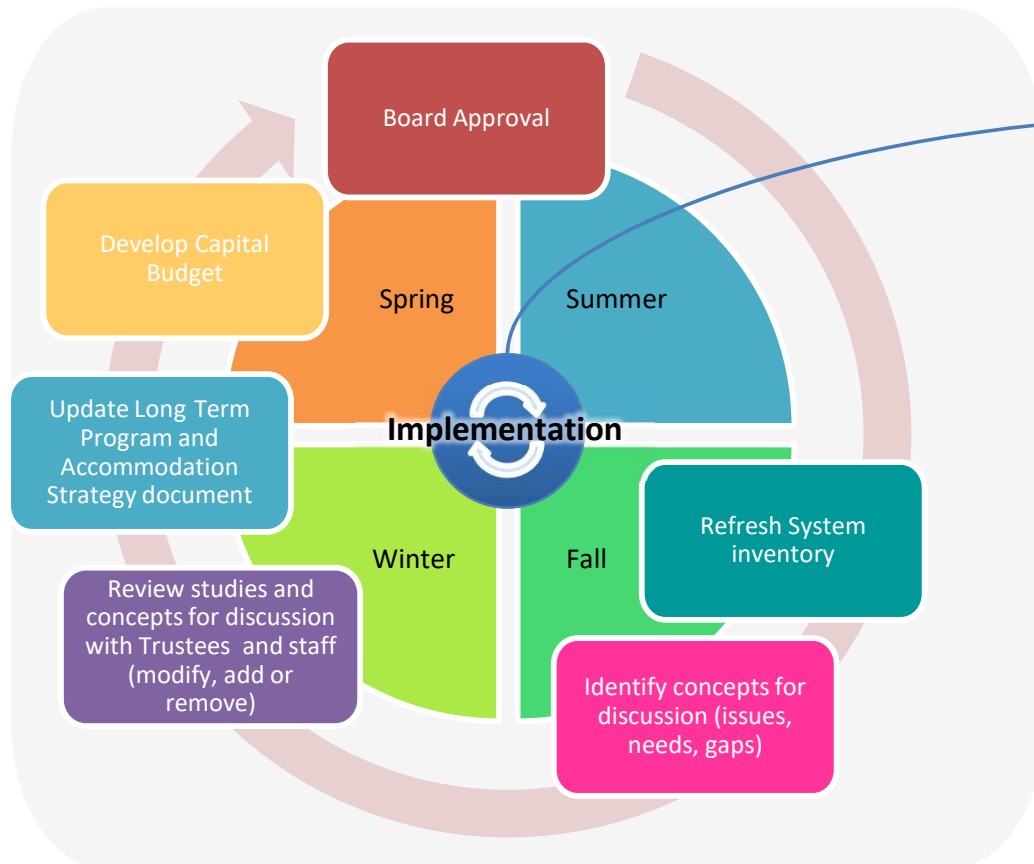 Board Approval
Develop Capital
Budget
Spring
Summer
Update Long Term
Program and
Accommodation
Strategy document
Implementation
Refresh System
inventory
Winter
Fall
Review studies and
concepts for discussion
with Trustees and staff
(modify, add or
remove)
Identify concepts for
discussion (issues,
needs, gaps)